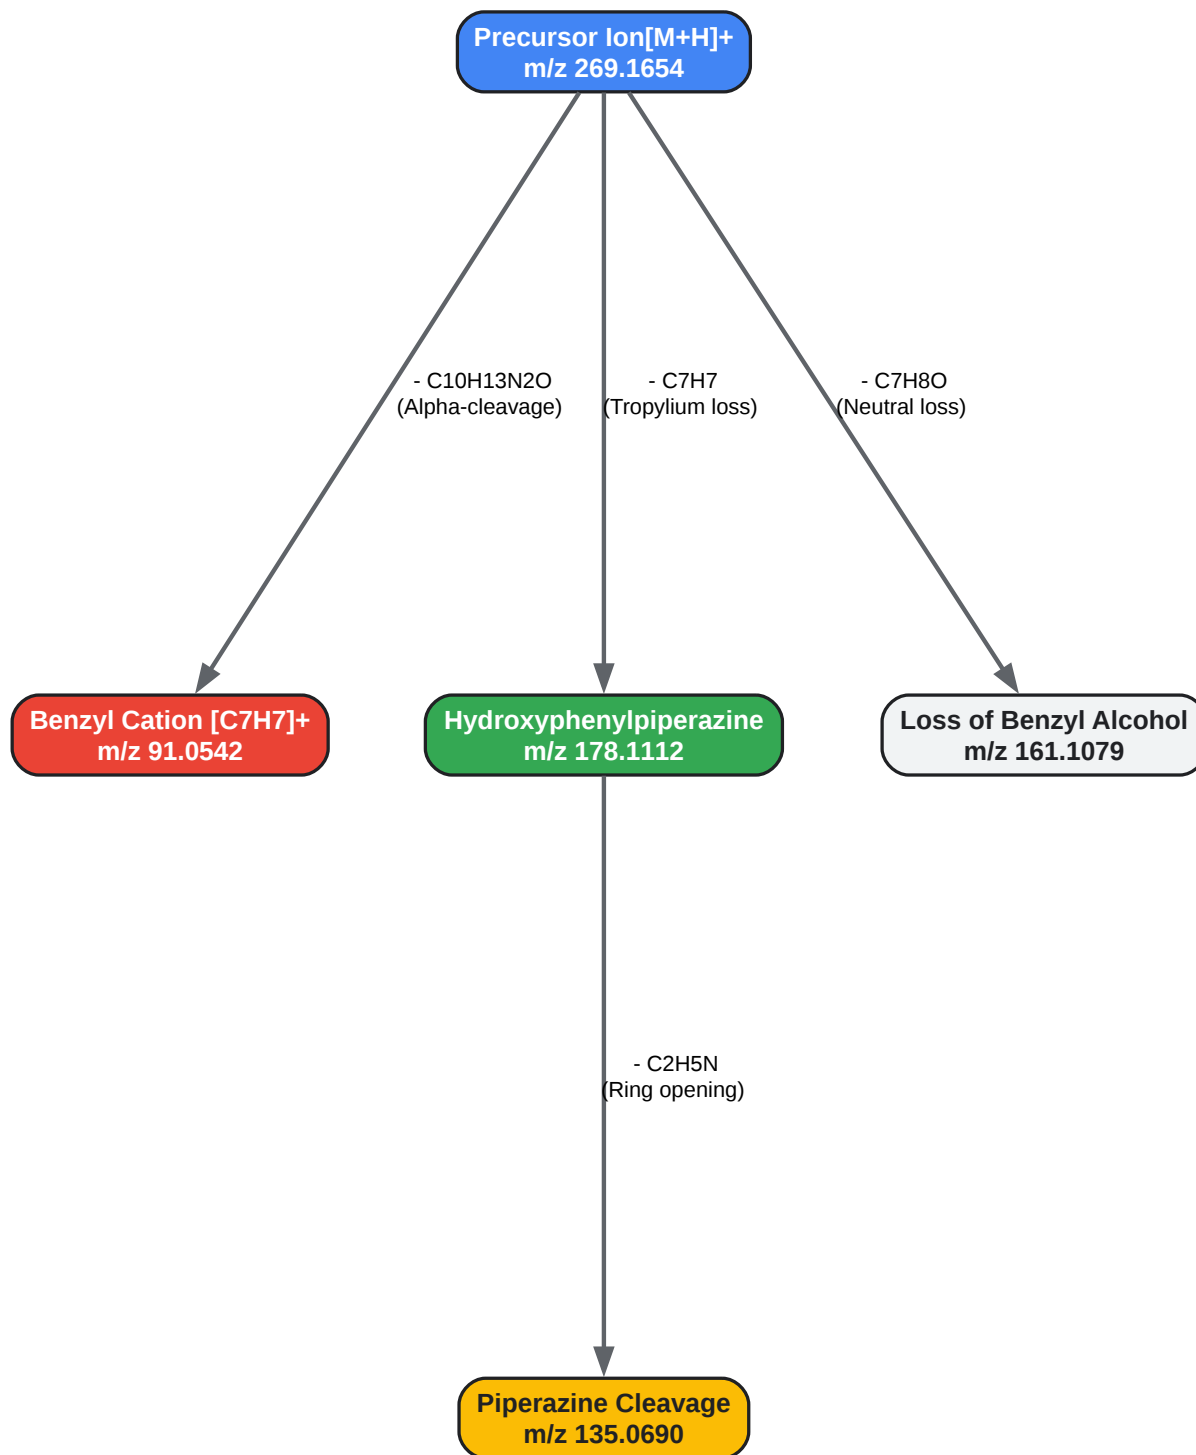 Precursor Ion[M+H]+
m/z 269.1654
- C10H13N2O
(Alpha-cleavage)
- C7H7
(Tropylium loss)
- C7H8O
(Neutral loss)
Benzyl Cation [C7H7]+
m/z 91.0542
Hydroxyphenylpiperazine
m/z 178.1112
Loss of Benzyl Alcohol
m/z 161.1079
- C2H5N
(Ring opening)
Piperazine Cleavage
m/z 135.0690